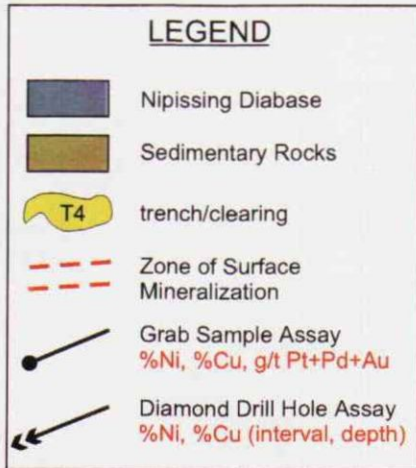 LEGEND
Nipissing Diabase
Sedimentary Rocks
T4 trench/clearing
Zone of Surface
Mineralization
Grab Sample Assay
%Ni, %Cu, g/t Pt+Pd+Au
Diamond Drill Hole Assay
%Ni, %Cu (interval, depth)